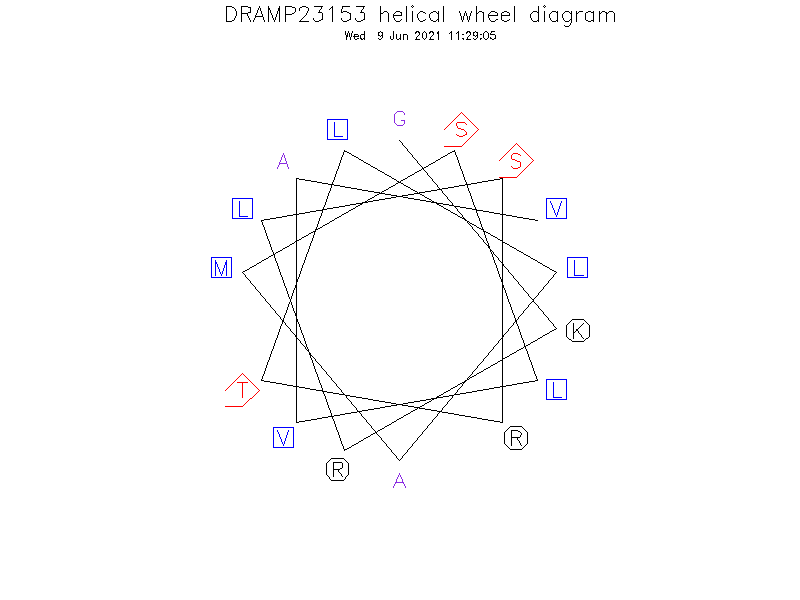 DRAMP23153 helical wheel diagram
Wed 9 Jun 2021 11:29:05
G
L S
A S
L V
M L
K
T L
V R
R
A